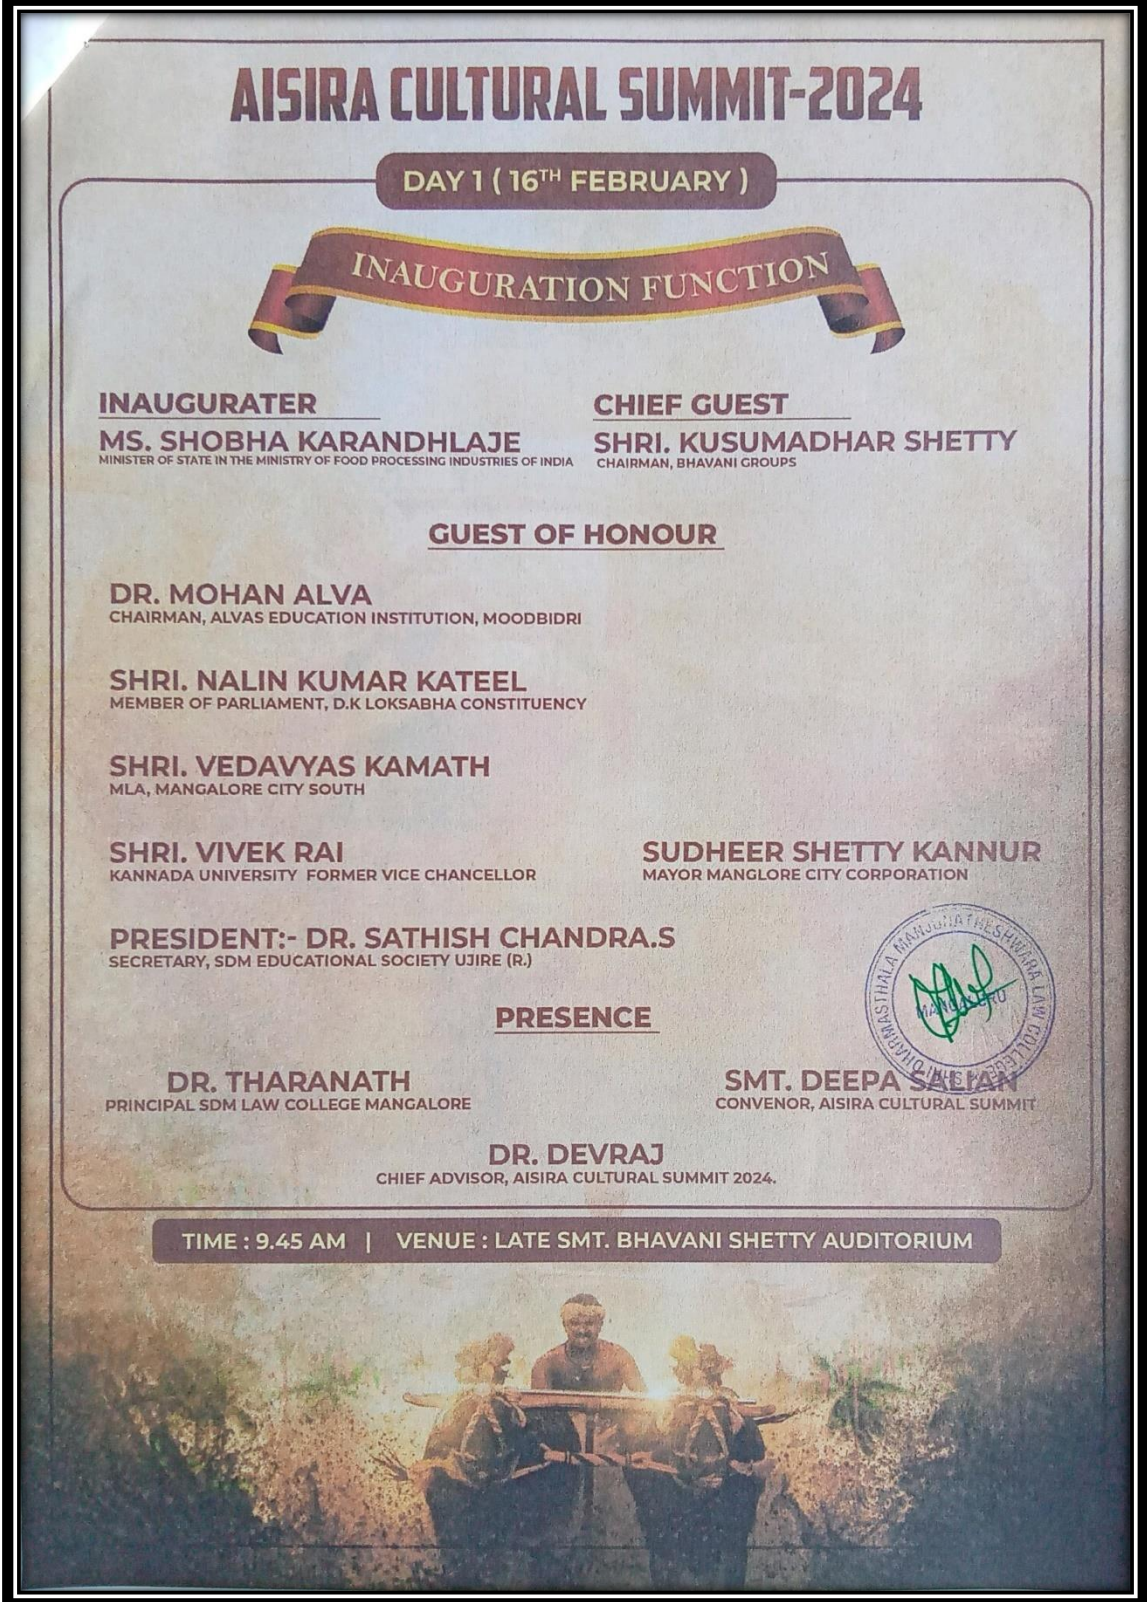 AISIRA CULTURAL SUMMIT-2024
DAY 1 ( 16TH FEBRUARY )
INAUGURATION FUNCTION
INAUGURATER
MS. SHOBHA KARANDHLAJE
MINISTER OF STATE IN THE MINISTRY OF FOOD PROCESSING INDUSTRIES OF INDIA
CHIEF GUEST
SHRI. KUSUMADHAR SHETTY
CHAIRMAN, BHAVANI GROUPS
GUEST OF HONOUR
DR. MOHAN ALVA
CHAIRMAN, ALVAS EDUCATION INSTITUTION, MOODBIDRI
SHRI. NALIN KUMAR KATEEL
MEMBER OF PARLIAMENT, D.K LOKSABHA CONSTITUENCY
SHRI. VEDAVYAS KAMATH
MLA, MANGALORE CITY SOUTH
SHRI. VIVEK RAI
KANNADA UNIVERSITY FORMER VICE CHANCELLOR
SUDHEER SHETTY KANNUR
MAYOR MANGLORE CITY CORPORATION
PRESIDENT:- DR. SATHISH CHANDRA.S
SECRETARY, SDM EDUCATIONAL SOCIETY UJIRE (R.)
SHRI DHARMASTHALA MANJUNATHESHWARA LAW COLLEGE
MANGALURU
PRESENCE
DR. THARANATH
PRINCIPAL SDM LAW COLLEGE MANGALORE
SMT. DEEPA SALIAN
CONVENOR, AISIRA CULTURAL SUMMIT
DR. DEVRAJ
CHIEF ADVISOR, AISIRA CULTURAL SUMMIT 2024.
TIME : 9.45 AM | VENUE : LATE SMT. BHAVANI SHETTY AUDITORIUM